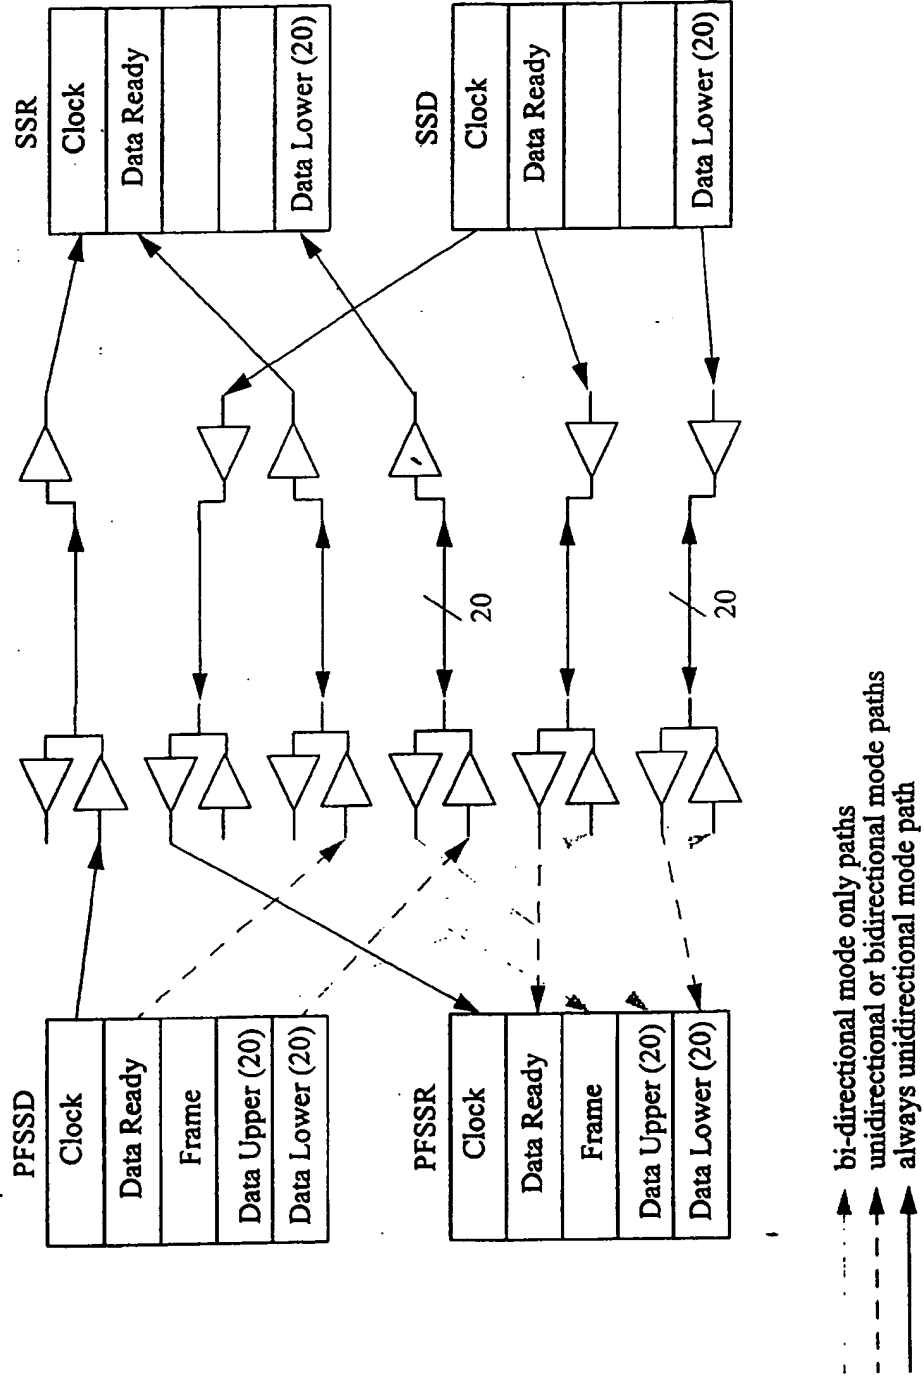 SSR
Clock
Data Ready
Data Lower (20)
SSD
Clock
Data Ready
Data Lower (20)
20
20
PFSSD
Clock
Data Ready
Frame
Data Upper (20)
Data Lower (20)
PFSSR
Clock
Data Ready
Frame
Data Upper (20)
Data Lower (20)
bi-directional mode only paths
unidirectional or bidirectional mode paths
always unidirectional mode path